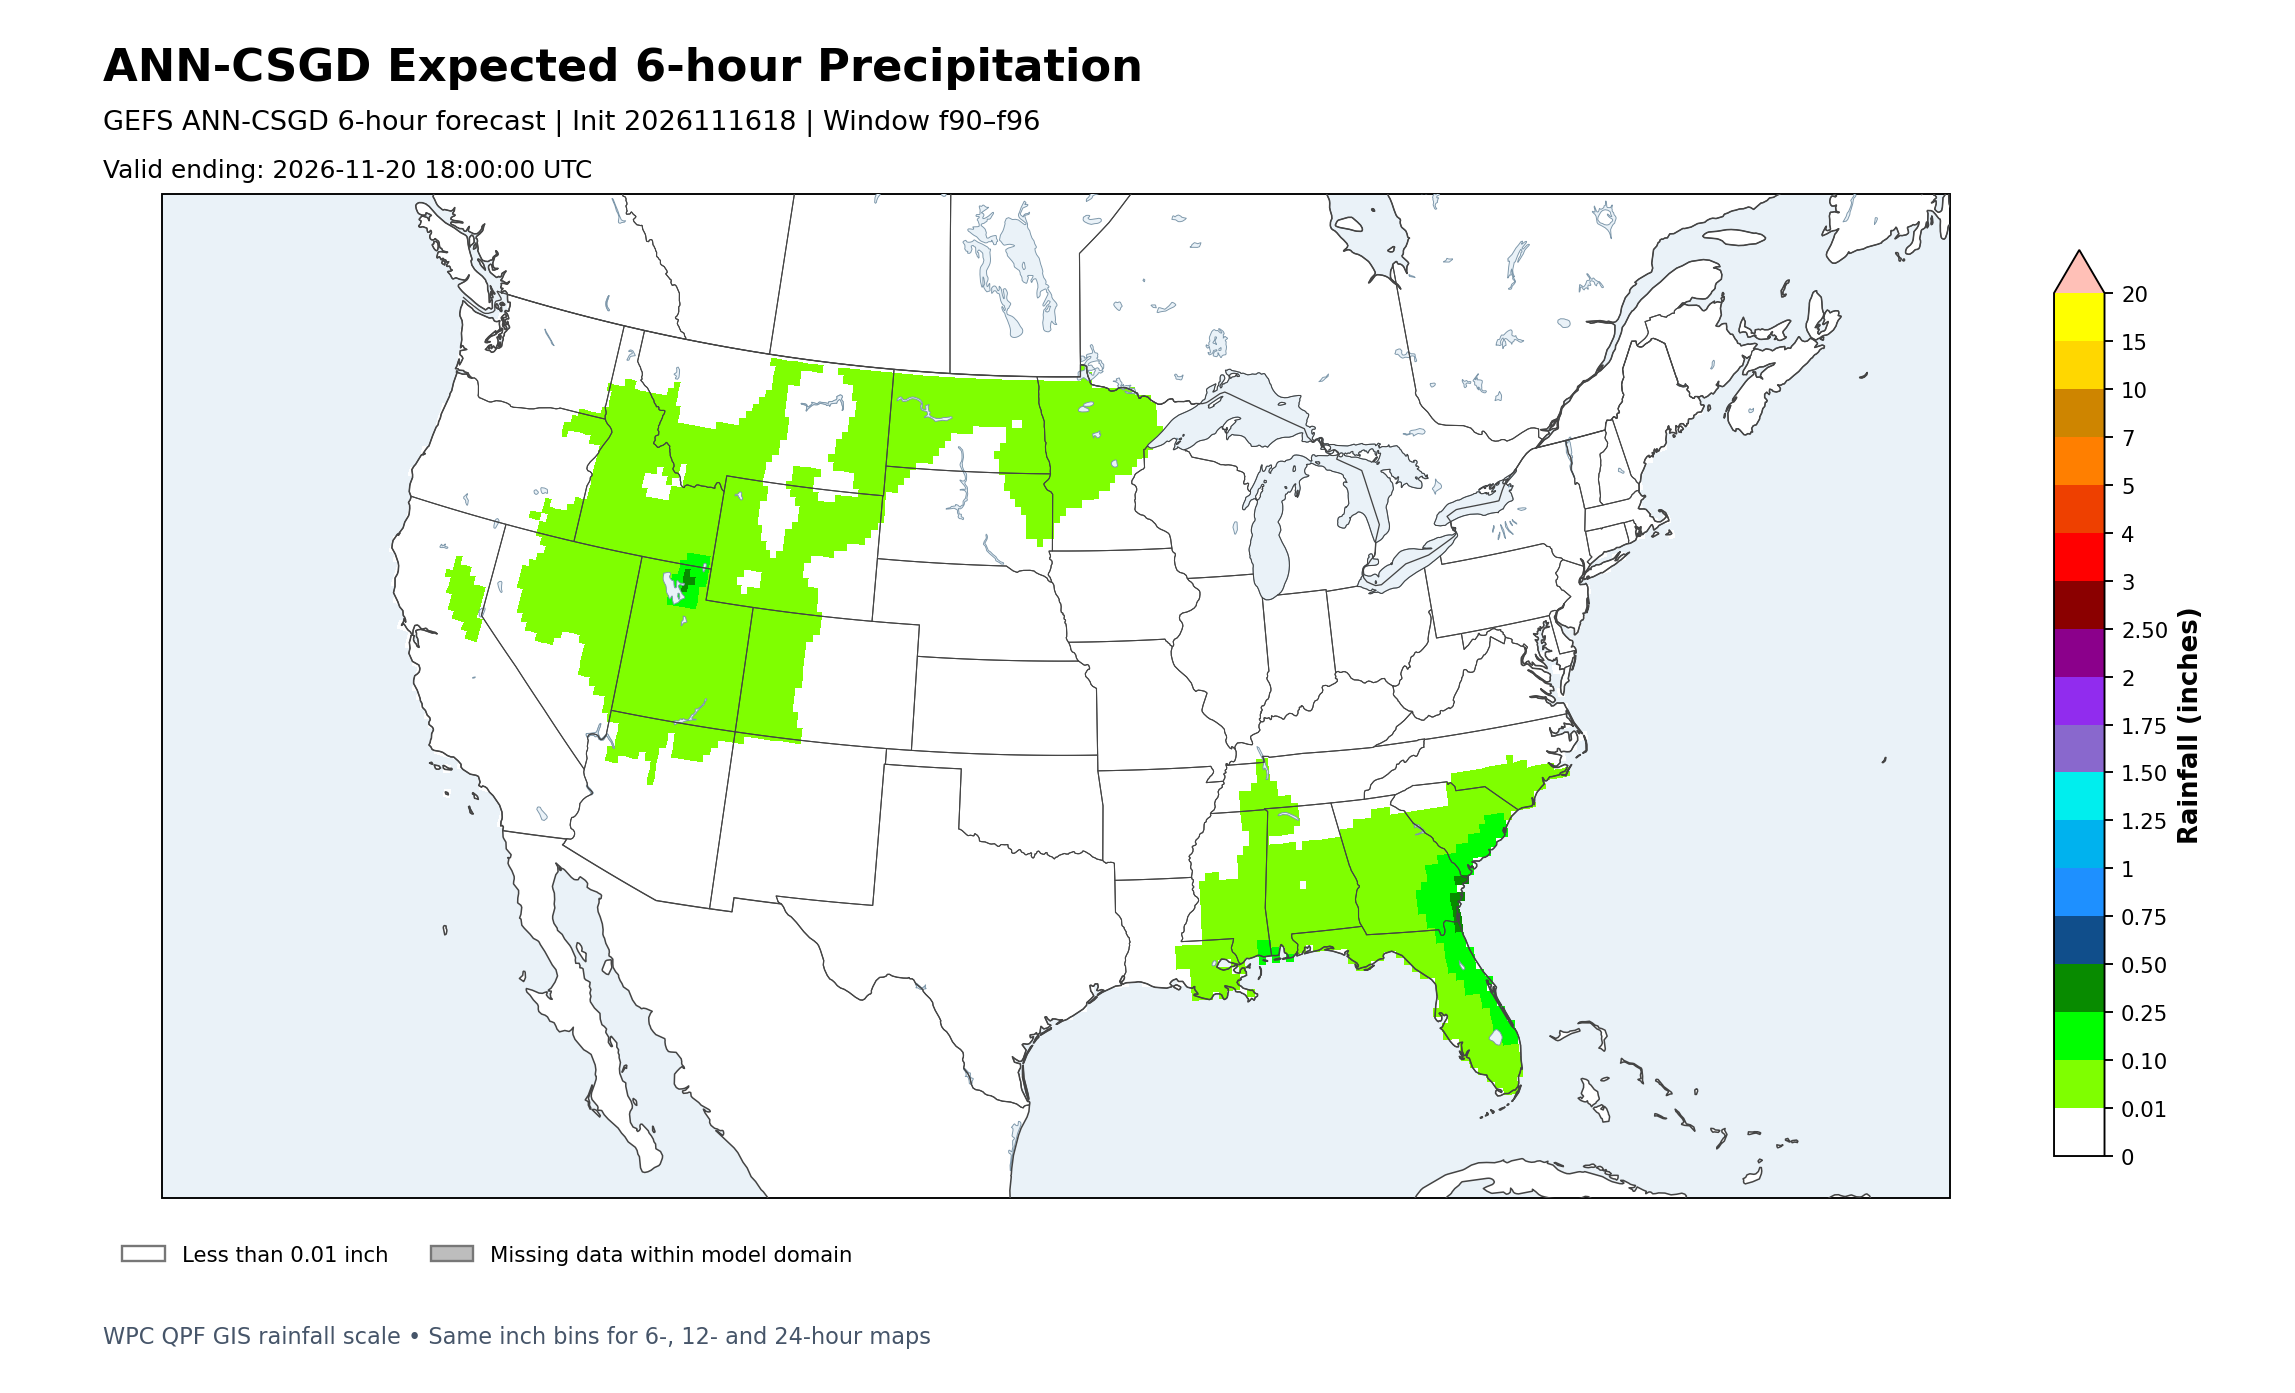 ANN-CSGD Expected 6-hour Precipitation
GEFS ANN-CSGD 6-hour forecast | Init 2026111618 | Window f90–f96
Valid ending: 2026-11-20 18:00:00 UTC
20
15
10
7
5
4
3
2.50
2
1.75
1.50
1.25
1
0.75
0.50
0.25
0.10
0.01
0
Rainfall (inches)
Less than 0.01 inch
Missing data within model domain
WPC QPF GIS rainfall scale • Same inch bins for 6-, 12- and 24-hour maps